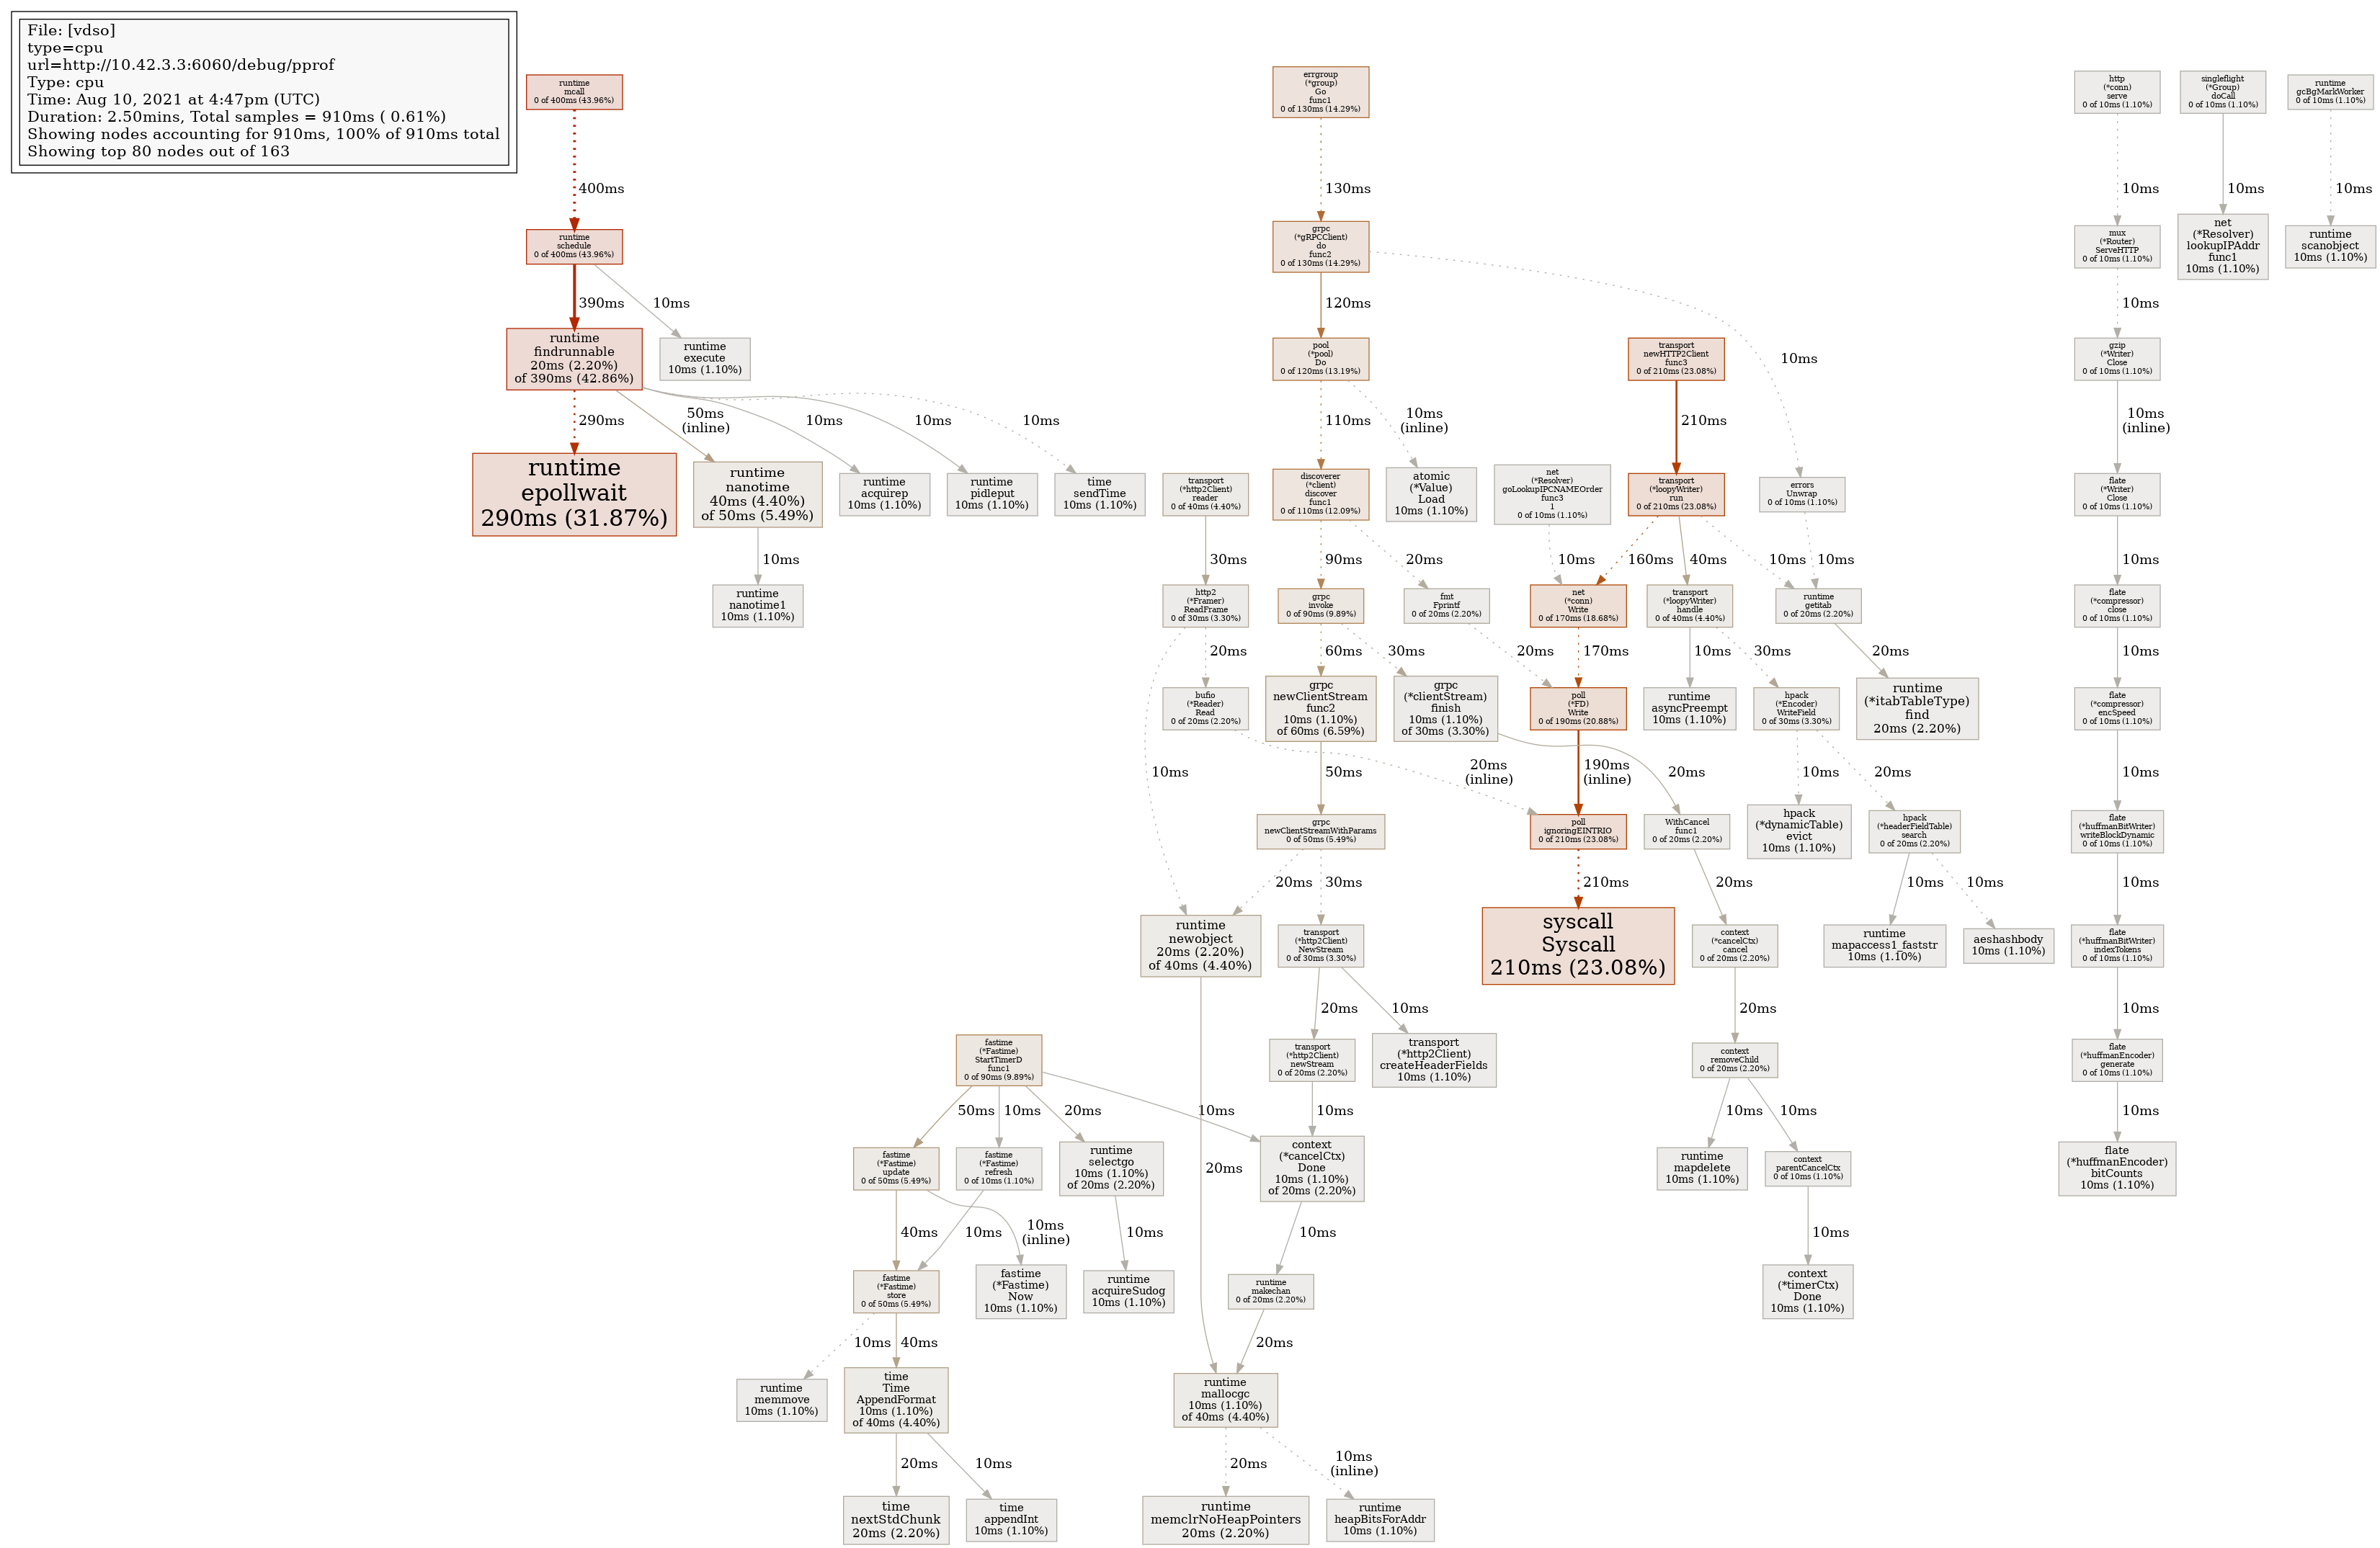 File: [vdso]
type=cpu
url=http://10.42.3.3:6060/debug/pprof
Type: cpu
Time: Aug 10, 2021 at 4:47pm (UTC)
Duration: 2.50mins, Total samples = 910ms ( 0.61%)
Showing nodes accounting for 910ms, 100% of 910ms total
Showing top 80 nodes out of 163
runtime
mcall
0 of 400ms (43.96%)
errgroup
(*group)
Go
func1
0 of 130ms (14.29%)
http
(*conn)
serve
0 of 10ms (1.10%)
singleflight
(*Group)
doCall
0 of 10ms (1.10%)
runtime
gcBgMarkWorker
0 of 10ms (1.10%)
400ms
130ms
10ms
10ms
10ms
runtime
schedule
0 of 400ms (43.96%)
grpc
(*gRPCClient)
do
func2
0 of 130ms (14.29%)
mux
(*Router)
ServeHTTP
0 of 10ms (1.10%)
net
(*Resolver)
lookupIPAddr
func1
10ms (1.10%)
runtime
scanobject
10ms (1.10%)
390ms
10ms
120ms
10ms
10ms
runtime
findrunnable
20ms (2.20%)
of 390ms (42.86%)
runtime
execute
10ms (1.10%)
pool
(*pool)
Do
0 of 120ms (13.19%)
transport
newHTTP2Client
func3
0 of 210ms (23.08%)
gzip
(*Writer)
Close
0 of 10ms (1.10%)
290ms
50ms
(inline)
10ms
10ms
10ms
110ms
10ms
(inline)
210ms
10ms
(inline)
runtime
epollwait
290ms (31.87%)
runtime
nanotime
40ms (4.40%)
of 50ms (5.49%)
runtime
acquirep
10ms (1.10%)
runtime
pidleput
10ms (1.10%)
time
sendTime
10ms (1.10%)
transport
(*http2Client)
reader
0 of 40ms (4.40%)
discoverer
(*client)
discover
func1
0 of 110ms (12.09%)
atomic
(*Value)
Load
10ms (1.10%)
net
(*Resolver)
goLookupIPCNAMEOrder
func3
1
0 of 10ms (1.10%)
transport
(*loopyWriter)
run
0 of 210ms (23.08%)
errors
Unwrap
0 of 10ms (1.10%)
flate
(*Writer)
Close
0 of 10ms (1.10%)
10ms
30ms
90ms
20ms
10ms
160ms
40ms
10ms
10ms
10ms
runtime
nanotime1
10ms (1.10%)
http2
(*Framer)
ReadFrame
0 of 30ms (3.30%)
grpc
invoke
0 of 90ms (9.89%)
fmt
Fprintf
0 of 20ms (2.20%)
net
(*conn)
Write
0 of 170ms (18.68%)
transport
(*loopyWriter)
handle
0 of 40ms (4.40%)
runtime
getitab
0 of 20ms (2.20%)
flate
(*compressor)
close
0 of 10ms (1.10%)
20ms
60ms
30ms
20ms
170ms
10ms
30ms
20ms
10ms
bufio
(*Reader)
Read
0 of 20ms (2.20%)
grpc
newClientStream
func2
10ms (1.10%)
of 60ms (6.59%)
grpc
(*clientStream)
finish
10ms (1.10%)
of 30ms (3.30%)
poll
(*FD)
Write
0 of 190ms (20.88%)
runtime
asyncPreempt
10ms (1.10%)
hpack
(*Encoder)
WriteField
0 of 30ms (3.30%)
runtime
(*itabTableType)
find
20ms (2.20%)
flate
(*compressor)
encSpeed
0 of 10ms (1.10%)
10ms
50ms
20ms
(inline)
190ms
(inline)
20ms
10ms
20ms
10ms
grpc
newClientStreamWithParams
0 of 50ms (5.49%)
poll
ignoringEINTRIO
0 of 210ms (23.08%)
WithCancel
func1
0 of 20ms (2.20%)
hpack
(*dynamicTable)
evict
10ms (1.10%)
hpack
(*headerFieldTable)
search
0 of 20ms (2.20%)
flate
(*huffmanBitWriter)
writeBlockDynamic
0 of 10ms (1.10%)
20ms
30ms
210ms
20ms
10ms
10ms
10ms
runtime
newobject
20ms (2.20%)
of 40ms (4.40%)
transport
(*http2Client)
NewStream
0 of 30ms (3.30%)
syscall
Syscall
210ms (23.08%)
context
(*cancelCtx)
cancel
0 of 20ms (2.20%)
runtime
mapaccess1_faststr
10ms (1.10%)
aeshashbody
10ms (1.10%)
flate
(*huffmanBitWriter)
indexTokens
0 of 10ms (1.10%)
20ms
10ms
20ms
10ms
fastime
(*Fastime)
StartTimerD
func1
0 of 90ms (9.89%)
transport
(*http2Client)
newStream
0 of 20ms (2.20%)
transport
(*http2Client)
createHeaderFields
10ms (1.10%)
context
removeChild
0 of 20ms (2.20%)
flate
(*huffmanEncoder)
generate
0 of 10ms (1.10%)
50ms
10ms
20ms
10ms
10ms
10ms
10ms
10ms
fastime
(*Fastime)
update
0 of 50ms (5.49%)
fastime
(*Fastime)
refresh
0 of 10ms (1.10%)
runtime
selectgo
10ms (1.10%)
of 20ms (2.20%)
20ms
context
(*cancelCtx)
Done
10ms (1.10%)
of 20ms (2.20%)
runtime
mapdelete
10ms (1.10%)
context
parentCancelCtx
0 of 10ms (1.10%)
flate
(*huffmanEncoder)
bitCounts
10ms (1.10%)
40ms
10ms
10ms
(inline)
10ms
10ms
10ms
fastime
(*Fastime)
store
0 of 50ms (5.49%)
fastime
(*Fastime)
Now
10ms (1.10%)
runtime
acquireSudog
10ms (1.10%)
runtime
makechan
0 of 20ms (2.20%)
context
(*timerCtx)
Done
10ms (1.10%)
10ms
40ms
20ms
runtime
memmove
10ms (1.10%)
time
Time
AppendFormat
10ms (1.10%)
of 40ms (4.40%)
runtime
mallocgc
10ms (1.10%)
of 40ms (4.40%)
20ms
10ms
20ms
10ms
(inline)
time
nextStdChunk
20ms (2.20%)
time
appendInt
10ms (1.10%)
runtime
memclrNoHeapPointers
20ms (2.20%)
runtime
heapBitsForAddr
10ms (1.10%)